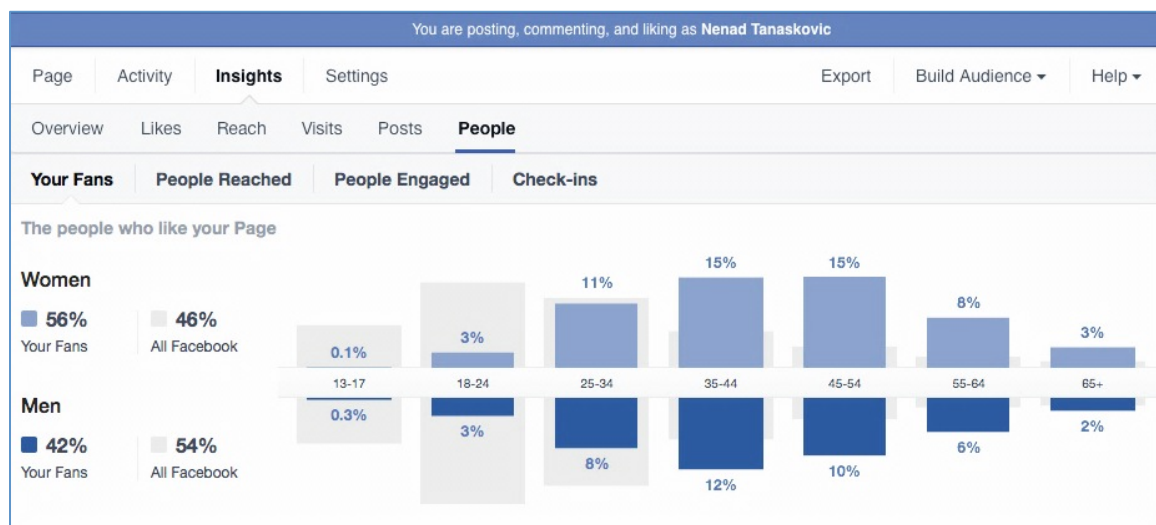 You are posting, commenting, and liking as Nenad Tanaskovic
Page Activity Insights Settings Export Build Audience Help
Overview Likes Reach Visits Posts People
Your Fans People Reached People Engaged Check-ins
The people who like your Page
Women
56% 46%
Your Fans All Facebook
0.1% 3% 11% 15% 15% 8% 3%
13-17 18-24 25-34 35-44 45-54 55-64 65+
Men
42% 54%
Your Fans All Facebook
0.3% 3% 8% 12% 10% 6% 2%